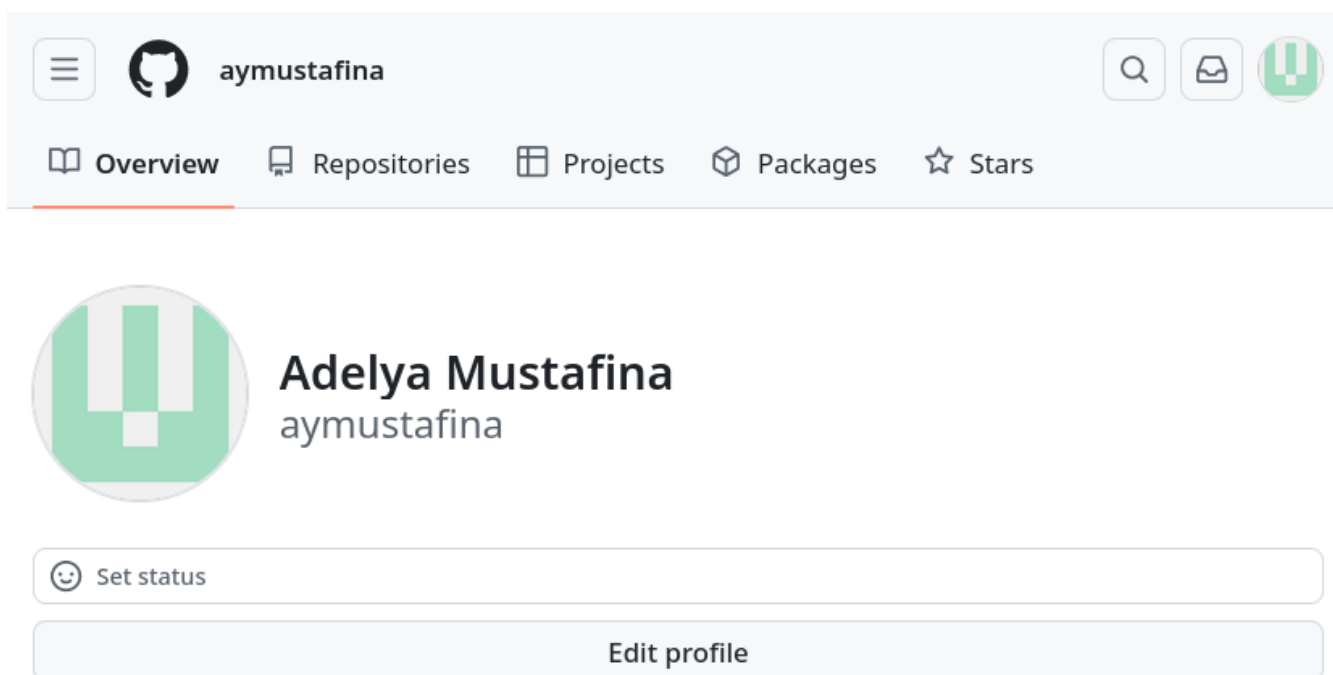 aymustafina
Overview Repositories Projects Packages Stars
Adelya Mustafina
aymustafina
Set status
Edit profile